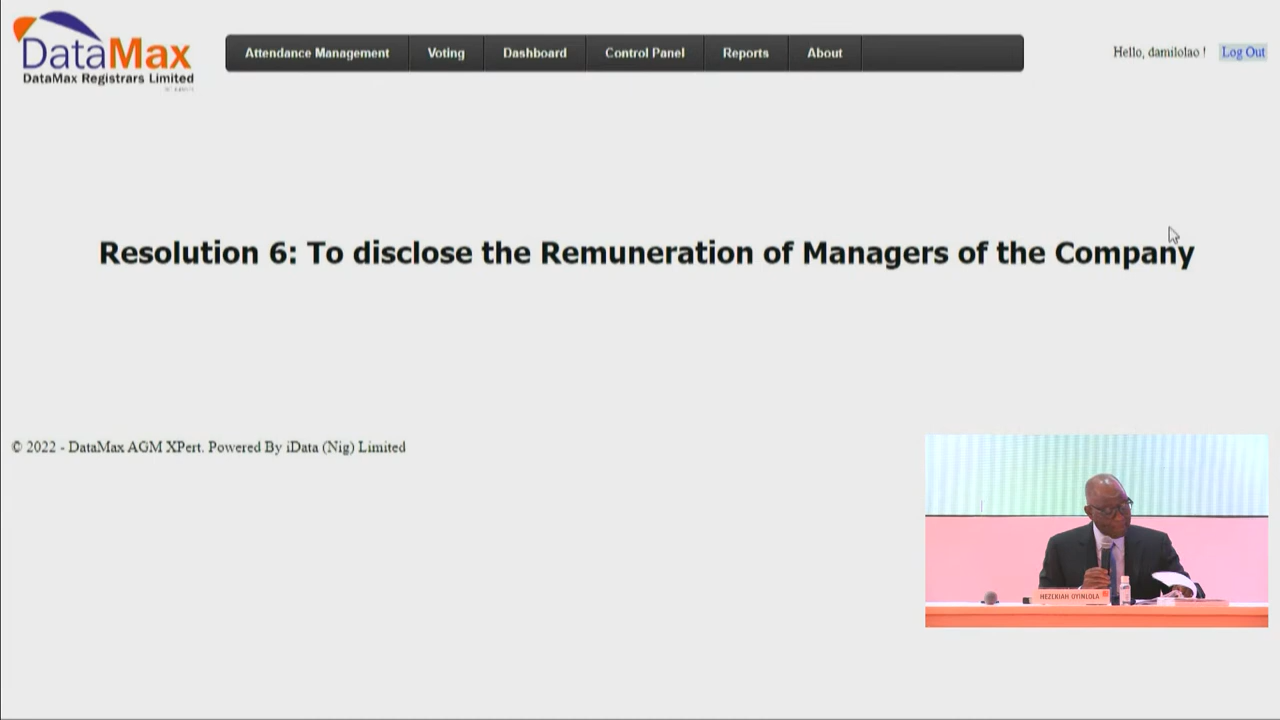 DataMax
DataMax Registrars Limited
Attendance Management
Voting
Dashboard
Control Panel
Reports
About
Hello, damilolao !
Log Out
Resolution 6: To disclose the Remuneration of Managers of the Company
© 2022 - DataMax AGM XPert. Powered By iData (Nig) Limited
HEZEKIAH OYINLOLA